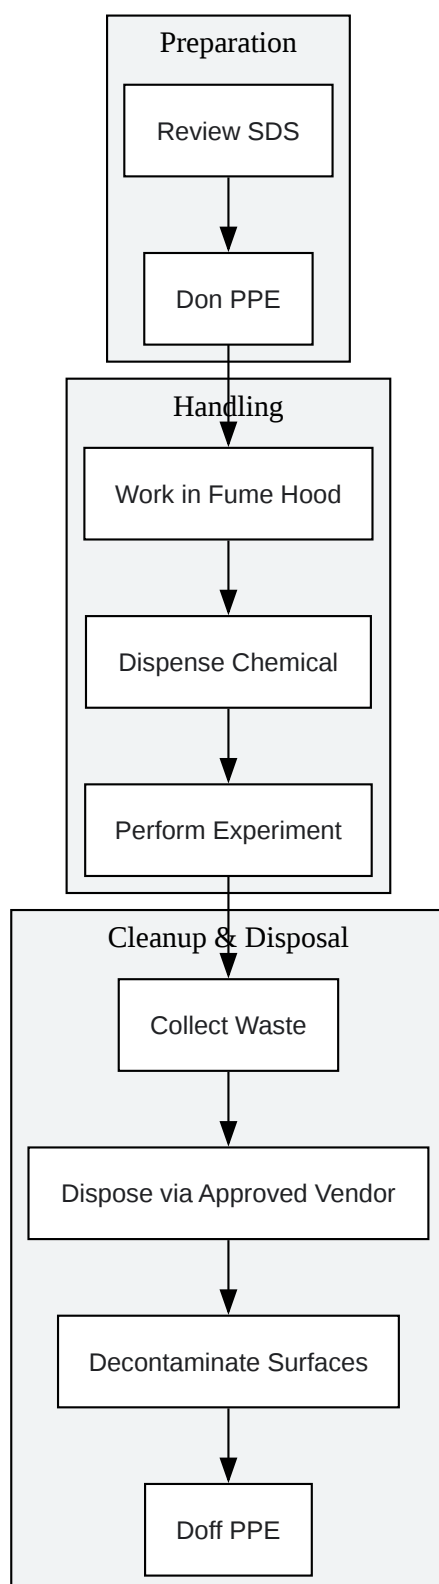 Preparation
Review SDS
Don PPE
Handling
Work in Fume Hood
Dispense Chemical
Perform Experiment
Cleanup & Disposal
Collect Waste
Dispose via Approved Vendor
Decontaminate Surfaces
Doff PPE